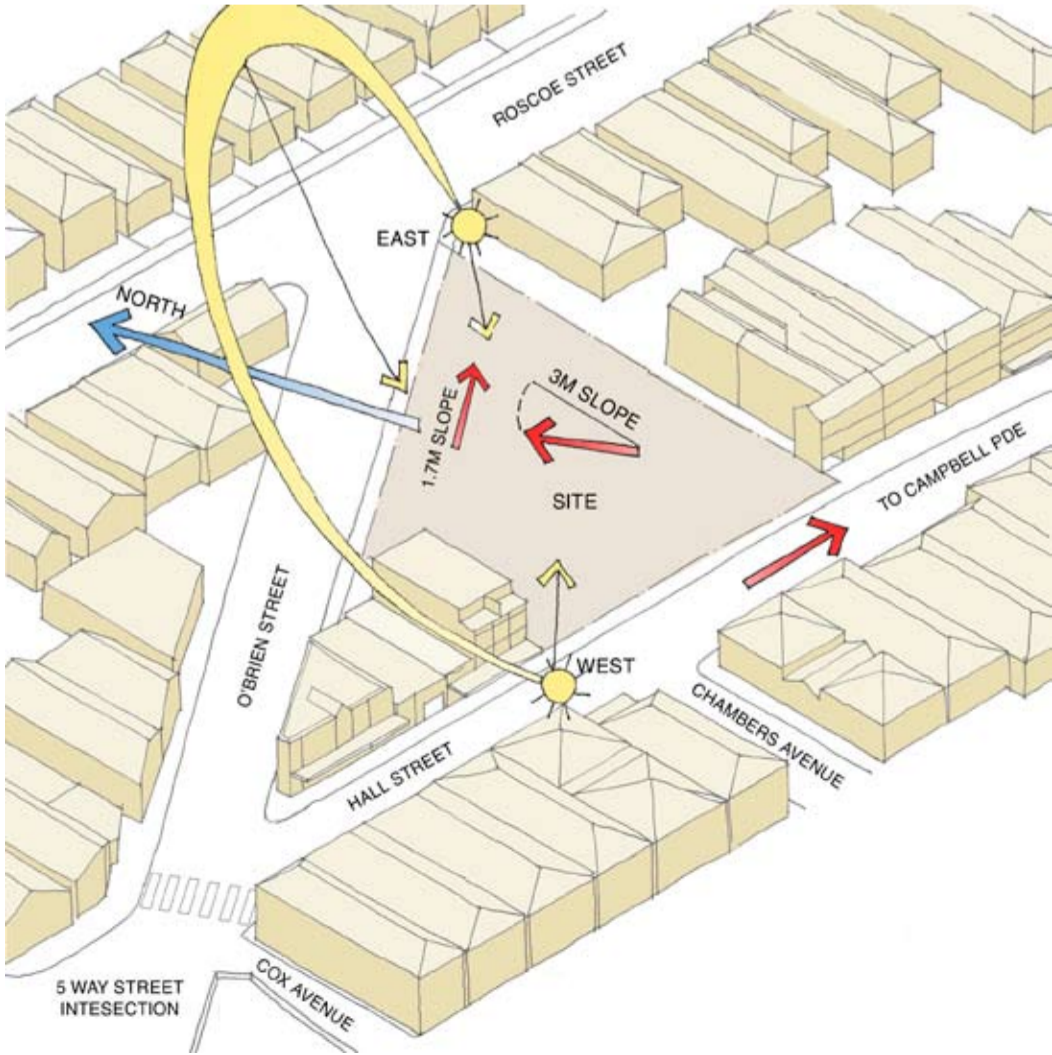 ROSCOE STREET
EAST
NORTH
3M SLOPE
1.7M SLOPE
SITE
TO CAMPBELL PDE
O'BRIEN STREET
WEST
CHAMBERS AVENUE
HALL STREET
5 WAY STREET
INTESECTION
COX AVENUE